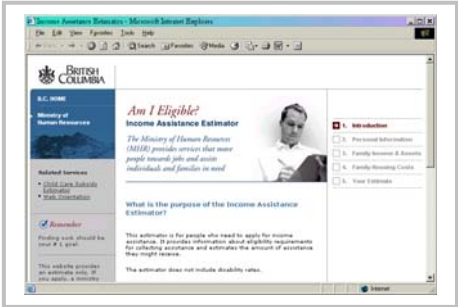 Income Assistance Estimator - Microsoft Internet Explorer
File Edit View Favorites Tools Help
Search Favorites Media
BRITISH
COLUMBIA
B.C. HOME
Ministry of
Human Resources
Related Services
• Child Care Subsidy
Estimator
• Web Orientation
Remember
Finding work should be
your # 1 goal.
This website provides
an estimate only. If
you apply, a ministry
Am I Eligible?
Income Assistance Estimator
The Ministry of Human Resources
(MHR) provides services that move
people towards jobs and assists
individuals and families in need
What is the purpose of the Income Assistance
Estimator?
This estimator is for people who need to apply for income
assistance. It provides information about eligibility requirements
for collecting assistance and estimates the amount of assistance
they might receive.
The estimator does not include disability rates.
1. Introduction
2. Personal Information
3. Family Income & Assets
4. Family Housing Costs
5. Your Estimate
Internet